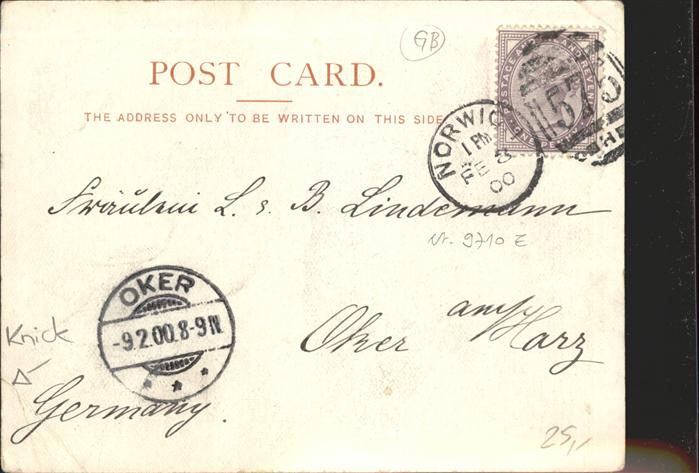 GB
POST CARD.
THE ADDRESS ONLY TO BE WRITTEN ON THIS SIDE
NORWICH
1 PM
FE 8
00
Fräulein L. & B. Lindemann
Nr. 9710 E
OKER
-9.2.00.8-9N.
Oker am Harz
Knick
Germany.
25,-